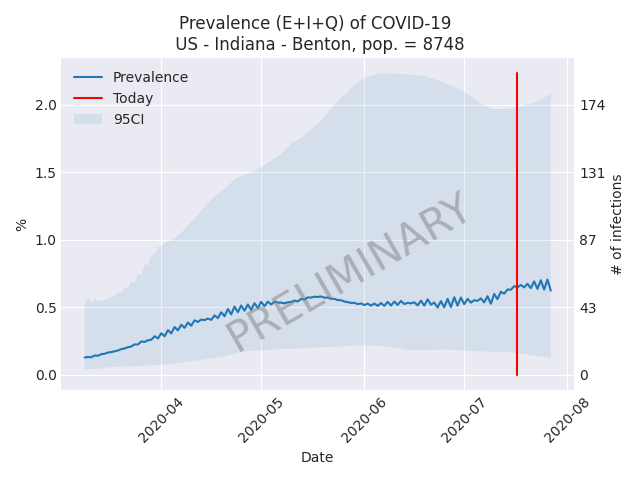 Prevalence (E+I+Q) of COVID-19
US - Indiana - Benton, pop. = 8748
Prevalence
Today
95CI
PRELIMINARY
%
2.0
1.5
1.0
0.5
0.0
174
131
87
43
0
# of infections
2020-04
2020-05
2020-06
2020-07
2020-08
Date